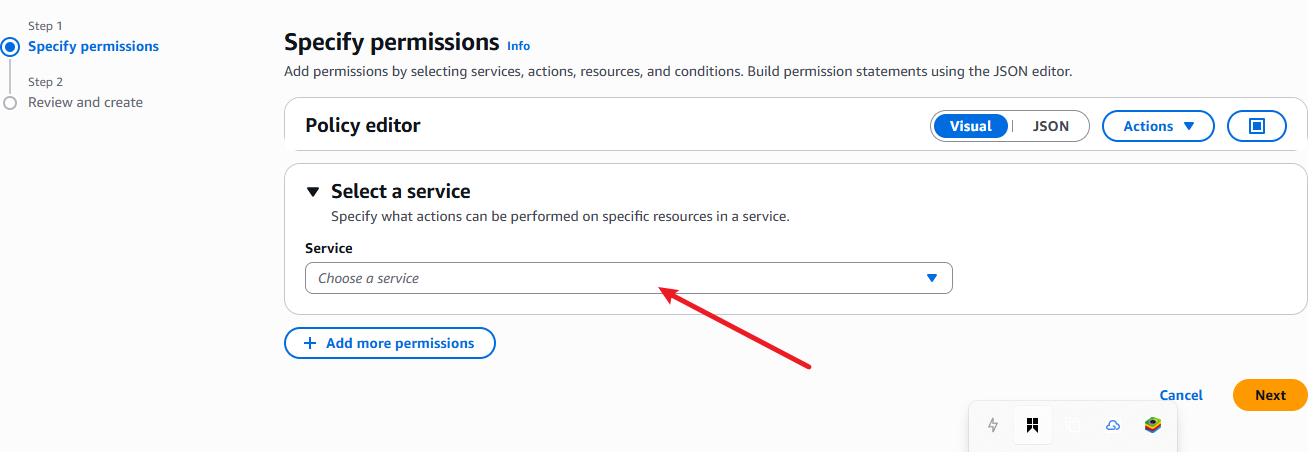 Step 1
Specify permissions
Step 2
Review and create
Specify permissions Info
Add permissions by selecting services, actions, resources, and conditions. Build permission statements using the JSON editor.
Policy editor
Visual
JSON
Actions
Select a service
Specify what actions can be performed on specific resources in a service.
Service
Choose a service
Add more permissions
Cancel
Next